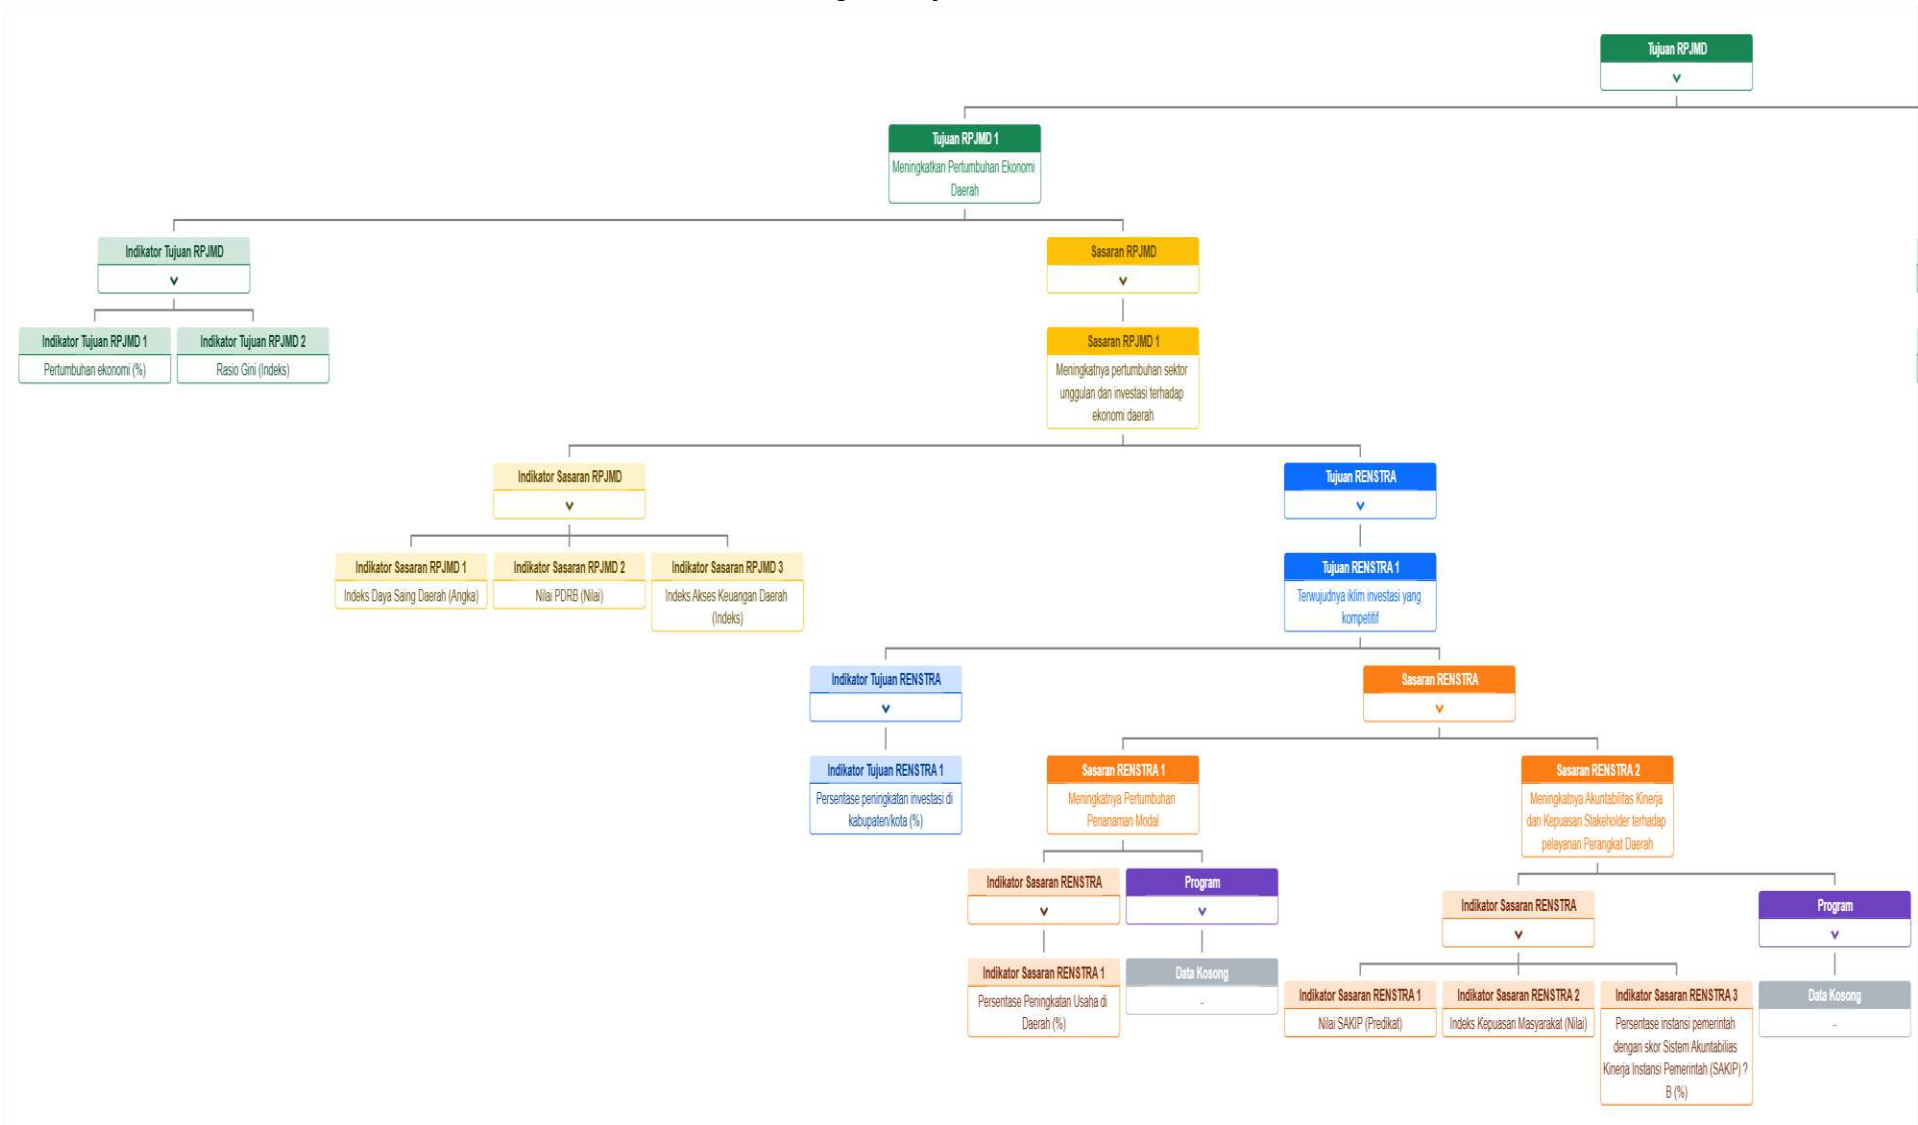 Tujuan RPJMD
Tujuan RPJMD 1
Meningkatkan Pertumbuhan Ekonomi
Daerah
Indikator Tujuan RPJMD
Sasaran RPJMD
Indikator Tujuan RPJMD 1
Pertumbuhan ekonomi (%)
Indikator Tujuan RPJMD 2
Rasio Gini (Indeks)
Sasaran RPJMD 1
Meningkatnya pertumbuhan sektor
unggulan dan investasi terhadap
ekonomi daerah
Indikator Sasaran RPJMD
Tujuan RENSTRA
Indikator Sasaran RPJMD 1
Indeks Daya Saing Daerah (Angka)
Indikator Sasaran RPJMD 2
Nilai PDRB (Nilai)
Indikator Sasaran RPJMD 3
Indeks Akses Keuangan Daerah
(Indeks)
Tujuan RENSTRA 1
Terwujudnya iklim investasi yang
kompetitif
Indikator Tujuan RENSTRA
Sasaran RENSTRA
Indikator Tujuan RENSTRA 1
Persentase peningkatan investasi di
kabupaten/kota (%)
Sasaran RENSTRA 1
Meningkatnya Pertumbuhan
Penanaman Modal
Sasaran RENSTRA 2
Meningkatnya Akuntabilitas Kinerja
dan Kepuasan Stakeholder terhadap
pelayanan Perangkat Daerah
Indikator Sasaran RENSTRA
Program
Indikator Sasaran RENSTRA
Program
Indikator Sasaran RENSTRA 1
Persentase Peningkatan Usaha di
Daerah (%)
Data Kosong
-
Indikator Sasaran RENSTRA 1
Nilai SAKIP (Predikat)
Indikator Sasaran RENSTRA 2
Indeks Kepuasan Masyarakat (Nilai)
Indikator Sasaran RENSTRA 3
Persentase instansi pemerintah
dengan skor Sistem Akuntabilias
Kinerja Instansi Pemerintah (SAKIP) ?
B (%)
Data Kosong
-